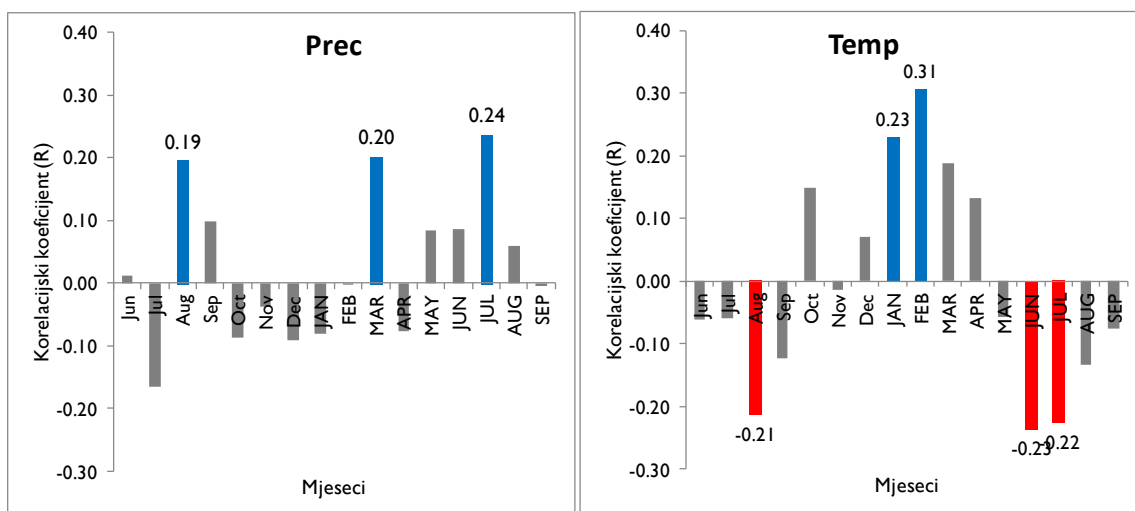 Prec
Korelacijski koeficijent (R)
0.40
0.30
0.20
0.10
0.00
-0.10
-0.20
-0.30
0.19
0.20
0.24
Jun
Jul
Aug
Sep
Oct
Nov
Dec
JAN
FEB
MAR
APR
MAY
JUN
JUL
AUG
SEP
Mjeseci
Temp
Korelacijski koeficijent (R)
0.40
0.30
0.20
0.10
0.00
-0.10
-0.20
-0.30
0.23
0.31
-0.21
-0.23
-0.22
Jun
Jul
Aug
Sep
Oct
Nov
Dec
JAN
FEB
MAR
APR
MAY
JUN
JUL
AUG
SEP
Mjeseci